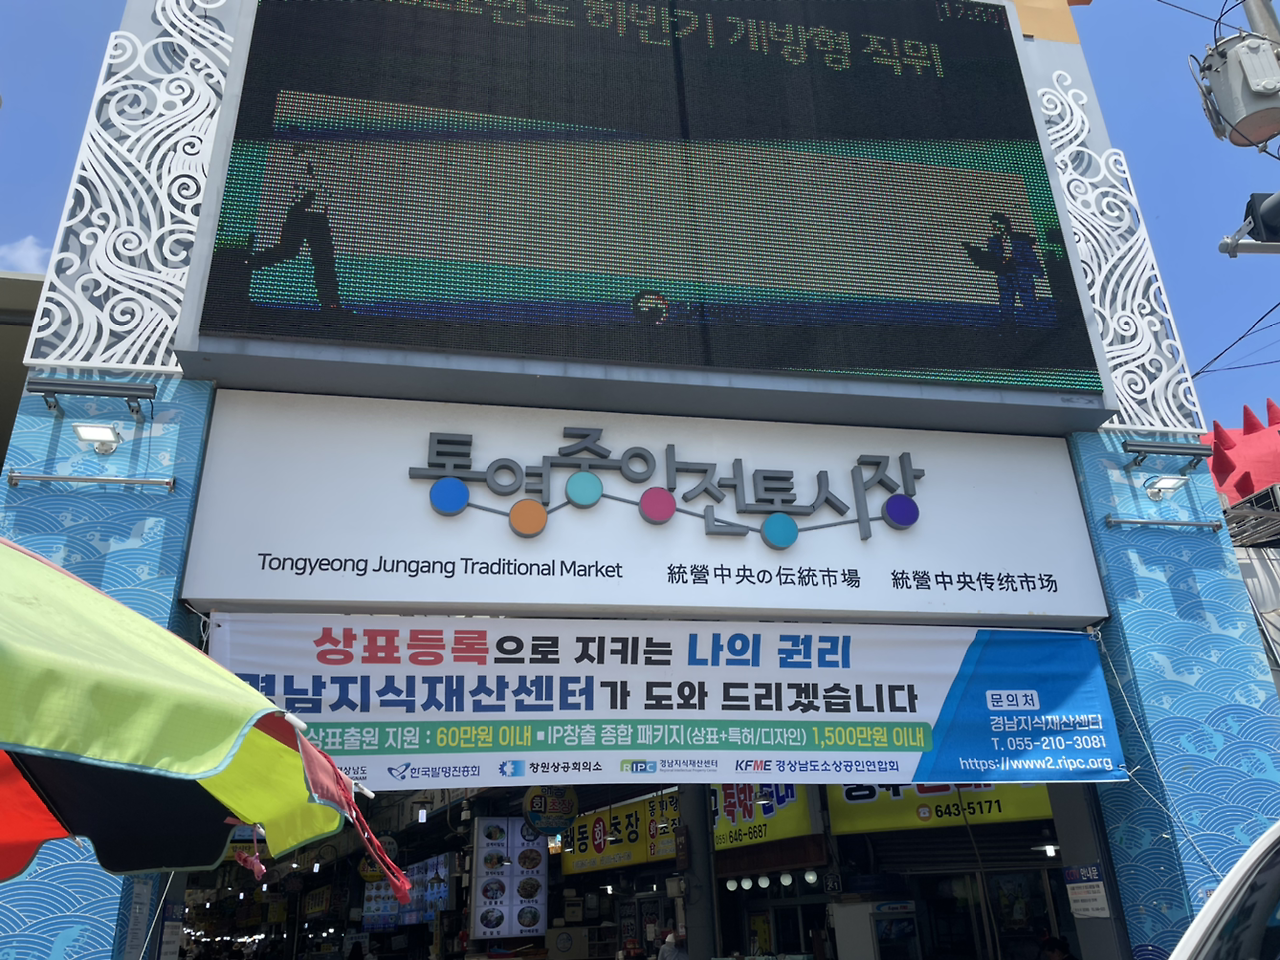 하반기 개방형 직위
통영중앙전통시장
Tongyeong Jungang Traditional Market 統營中央の伝統市場 統營中央传统市场
상표등록으로 지키는 나의 권리
경남지식재산센터가 도와 드리겠습니다
상표출원 지원 : 60만원 이내 ▪ IP창출 종합 패키지(상표+특허/디자인) 1,500만원 이내
한국발명진흥회 창원상공회의소 RIPC 경남지식재산센터 KFME 경상남도소상공인연합회
문의처
경남지식재산센터
T. 055-210-3081
https://www2.ripc.org
회초장
(055) 646-6687
☎ 643-5171
안내문